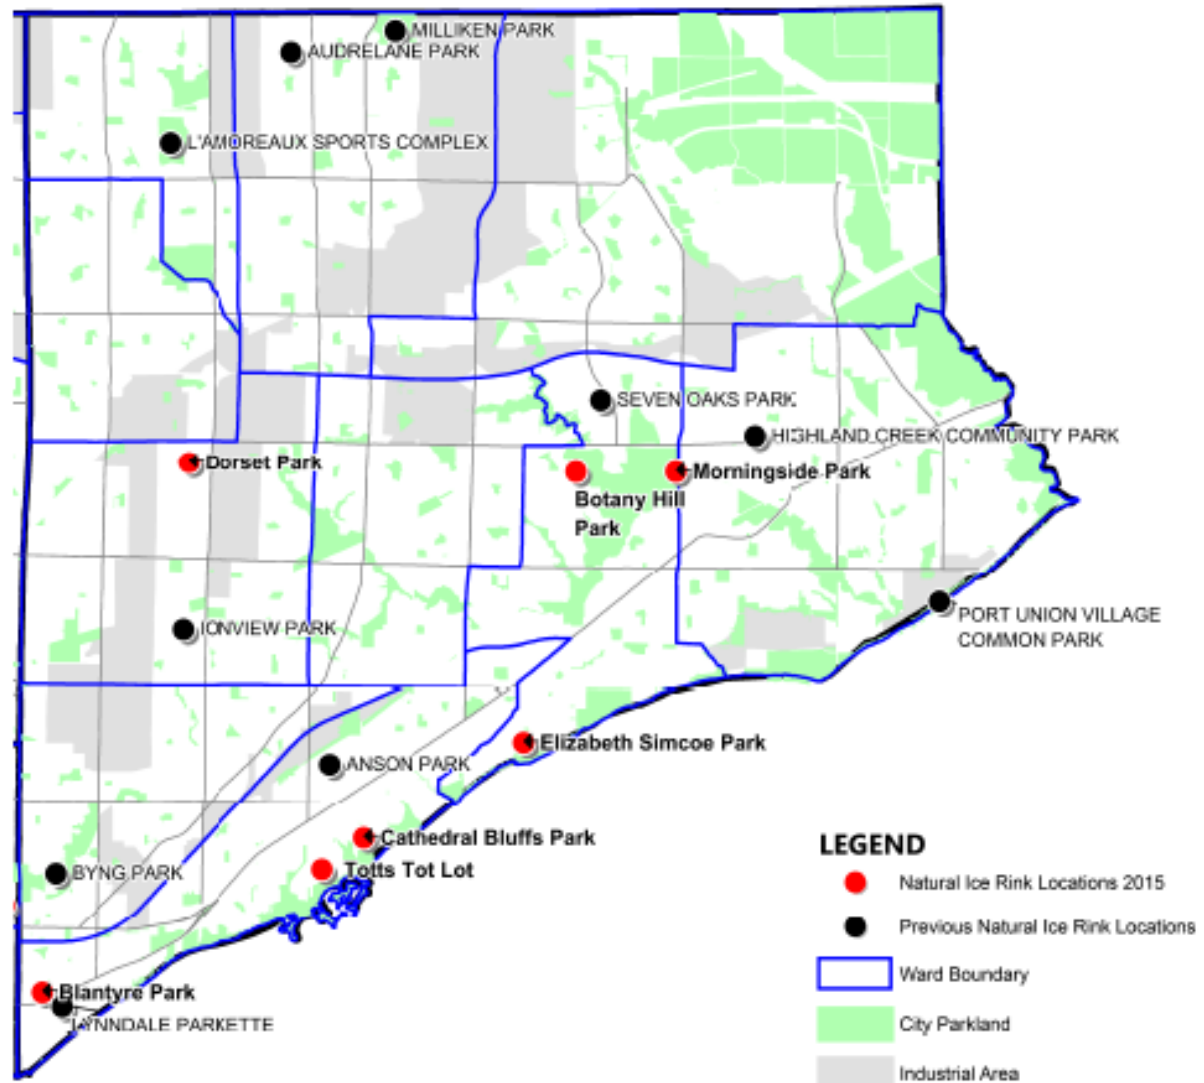 MILLIKEN PARK
AUDRELANE PARK
L'AMOREAUX SPORTS COMPLEX
SEVEN OAKS PARK
HIGHLAND CREEK COMMUNITY PARK
Dorset Park
Morningside Park
Botany Hill
Park
PORT UNION VILLAGE
COMMON PARK
IONVIEW PARK
Elizabeth Simcoe Park
ANSON PARK
Cathedral Bluffs Park
Totts Tot Lot
BYNG PARK
Blantyre Park
LYNNDALE PARKETTE
LEGEND
Natural Ice Rink Locations 2015
Previous Natural Ice Rink Locations
Ward Boundary
City Parkland
Industrial Area